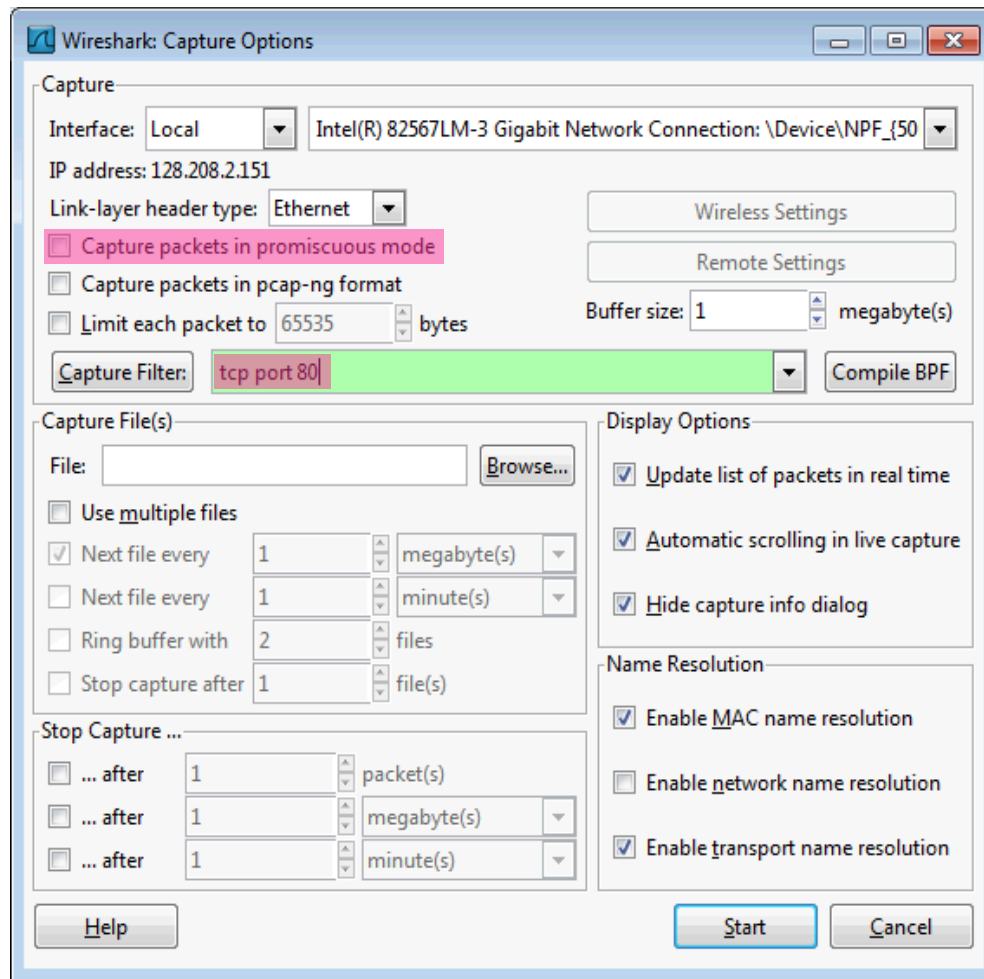 Wireshark: Capture Options
Capture
Interface: Local Intel(R) 82567LM-3 Gigabit Network Connection: \Device\NPF_{50
IP address: 128.208.2.151
Link-layer header type: Ethernet
Wireless Settings
Capture packets in promiscuous mode
Remote Settings
Capture packets in pcap-ng format
Limit each packet to 65535 bytes
Buffer size: 1 megabyte(s)
Capture Filter: tcp port 80 Compile BPF
Capture File(s)
File: Browse...
Use multiple files
Next file every 1 megabyte(s)
Next file every 1 minute(s)
Ring buffer with 2 files
Stop capture after 1 file(s)
Stop Capture ...
... after 1 packet(s)
... after 1 megabyte(s)
... after 1 minute(s)
Display Options
Update list of packets in real time
Automatic scrolling in live capture
Hide capture info dialog
Name Resolution
Enable MAC name resolution
Enable network name resolution
Enable transport name resolution
Help Start Cancel